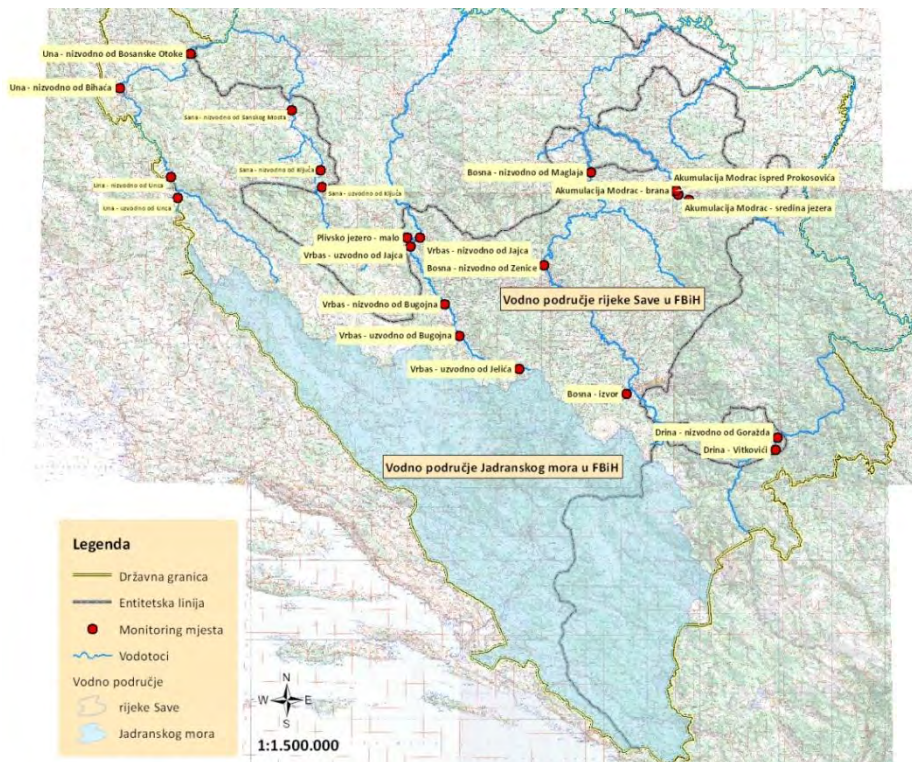 Una - nizvodno od Bosanske Otoke
Una - nizvodno od Bihaća
Sana - nizvodno od Sanskog Mosta
Sana - nizvodno od Ključa
Sana - uzvodno od Ključa
Una - nizvodno od Unca
Una - uzvodno od Unca
Bosna - nizvodno od Maglaja
Akumulacija Modrac ispred Prokosovića
Akumulacija Modrac - brana
Akumulacija Modrac - sredina jezera
Plivsko jezero - malo
Vrbas - nizvodno od Jajca
Vrbas - uzvodno od Jajca
Bosna - nizvodno od Zenice
Vodno područje rijeke Save u FBiH
Vrbas - nizvodno od Bugojna
Vrbas - uzvodno od Bugojna
Vrbas - uzvodno od Jelića
Bosna - izvor
Drina - nizvodno od Goražda
Drina - Vitkovići
Vodno područje Jadranskog mora u FBiH
Legenda
Državna granica
Entitetska linija
Monitoring mjesta
Vodotoci
Vodno područje
rijeke Save
Jadranskog mora
N
W E
S
1:1.500.000